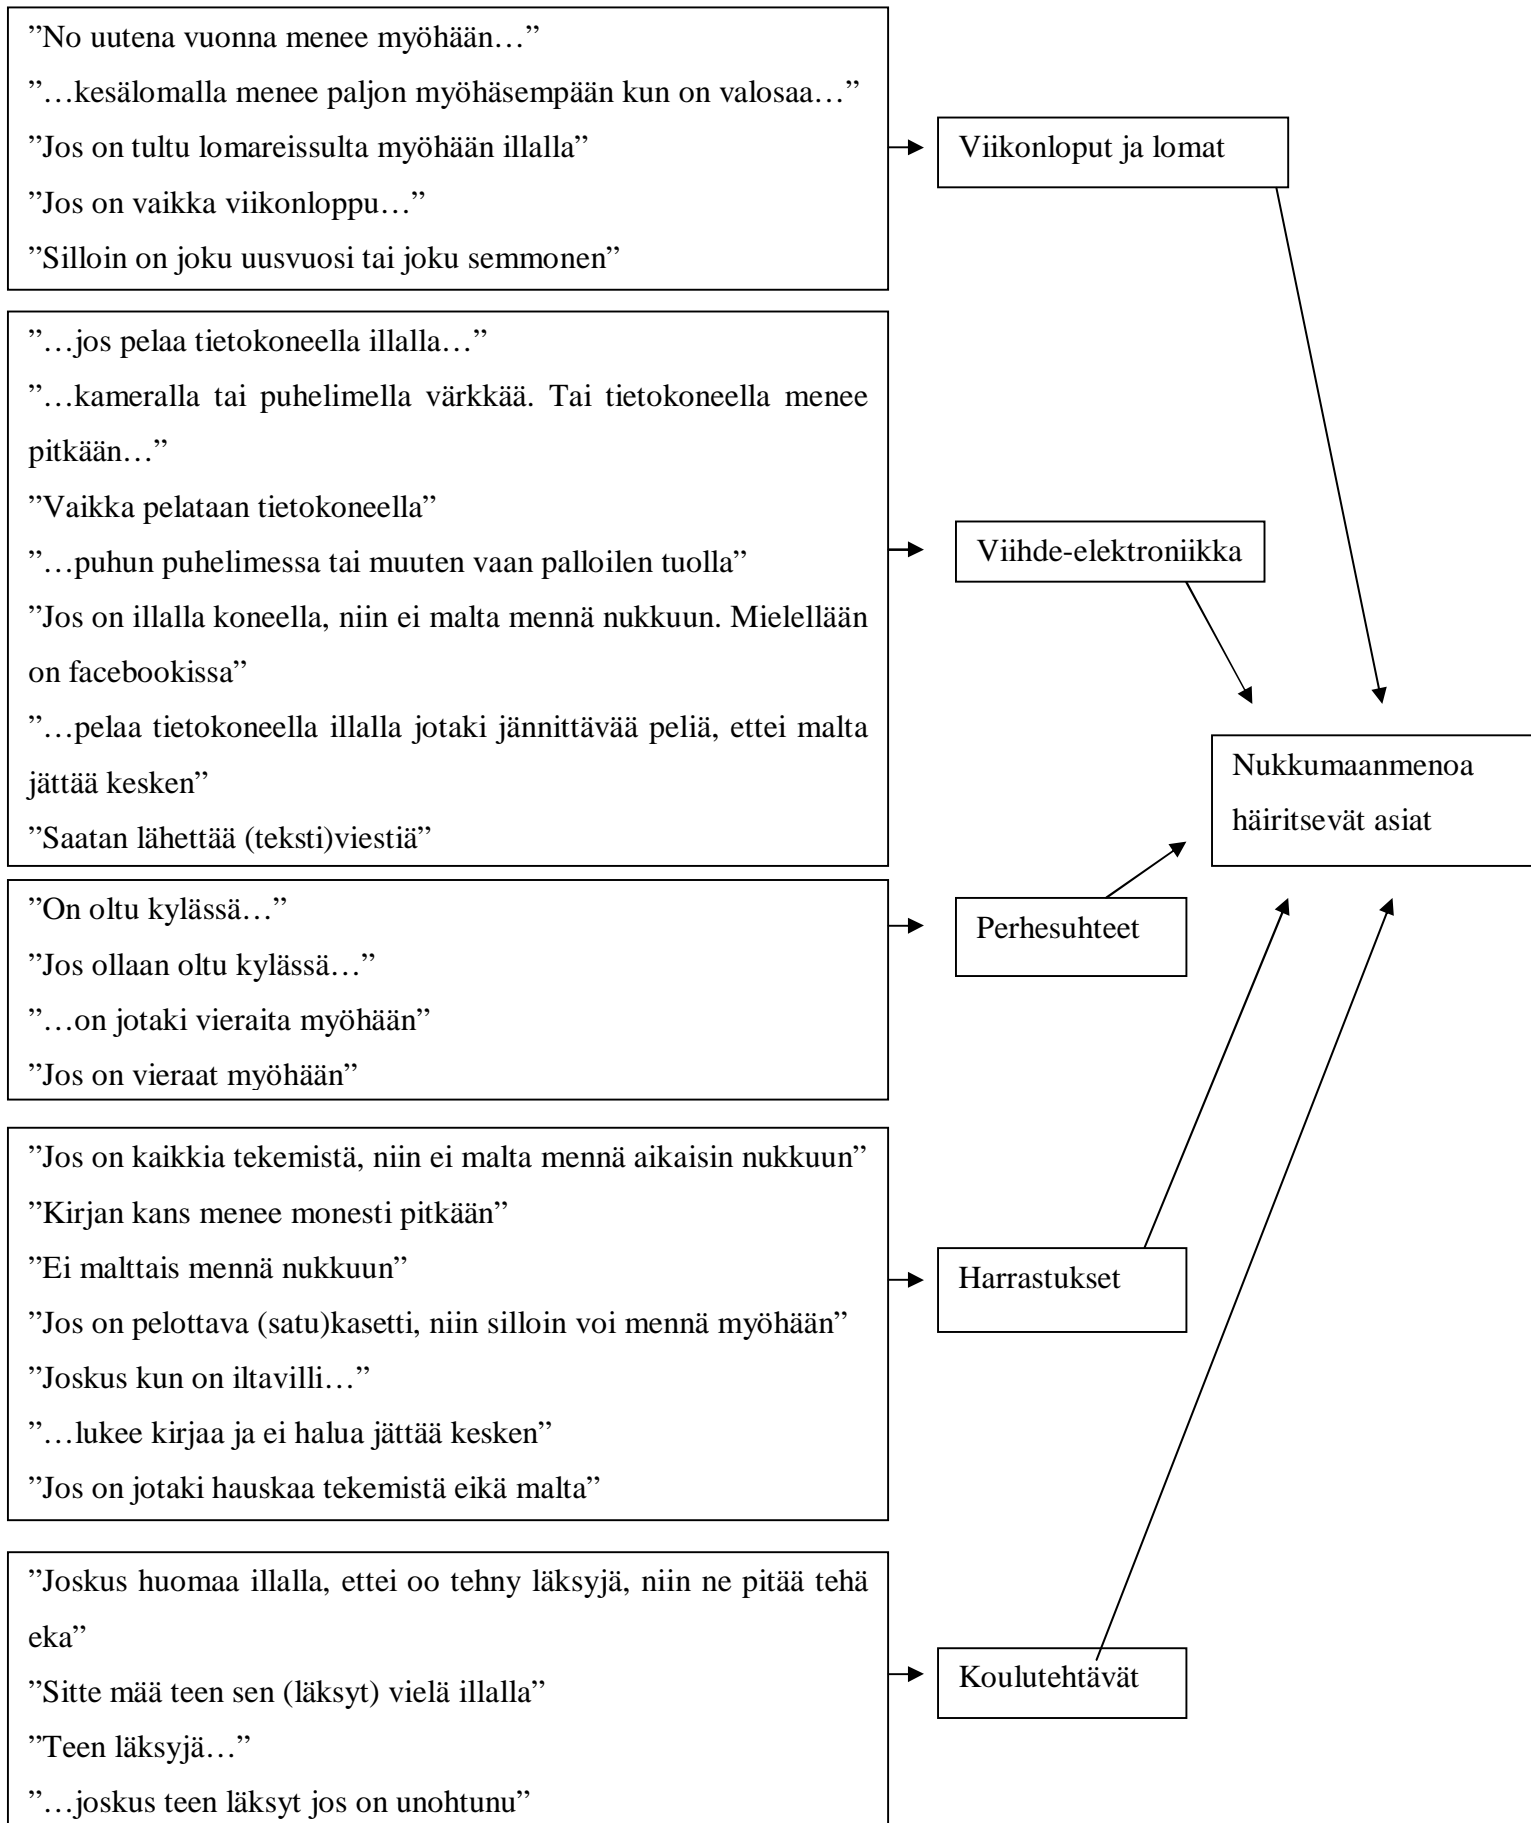 ”No uutena vuonna menee myöhään…”
”…kesälomalla menee paljon myöhäsempään kun on valosaa…”
”Jos on tultu lomareissulta myöhään illalla”
”Jos on vaikka viikonloppu…”
”Silloin on joku uusvuosi tai joku semmonen”
Viikonloput ja lomat
”…jos pelaa tietokoneella illalla…”
”…kameralla tai puhelimella värkkää. Tai tietokoneella menee
pitkään…”
”Vaikka pelataan tietokoneella”
”…puhun puhelimessa tai muuten vaan palloilen tuolla”
”Jos on illalla koneella, niin ei malta mennä nukkuun. Mielellään
on facebookissa”
”…pelaa tietokoneella illalla jotaki jännittävää peliä, ettei malta
jättää kesken”
”Saatan lähettää (teksti)viestiä”
Viihde-elektroniikka
”On oltu kylässä…”
”Jos ollaan oltu kylässä…”
”…on jotaki vieraita myöhään”
”Jos on vieraat myöhään”
Perhesuhteet
”Jos on kaikkia tekemistä, niin ei malta mennä aikaisin nukkuun”
”Kirjan kans menee monesti pitkään”
”Ei malttais mennä nukkuun”
”Jos on pelottava (satu)kasetti, niin silloin voi mennä myöhään”
”Joskus kun on iltavilli…”
”…lukee kirjaa ja ei halua jättää kesken”
”Jos on jotaki hauskaa tekemistä eikä malta”
Harrastukset
”Joskus huomaa illalla, ettei oo tehny läksyjä, niin ne pitää tehä
eka”
”Sitte mää teen sen (läksyt) vielä illalla”
”Teen läksyjä…”
”…joskus teen läksyt jos on unohtunu”
Koulutehtävät
Nukkumaanmenoa
häiritsevät asiat